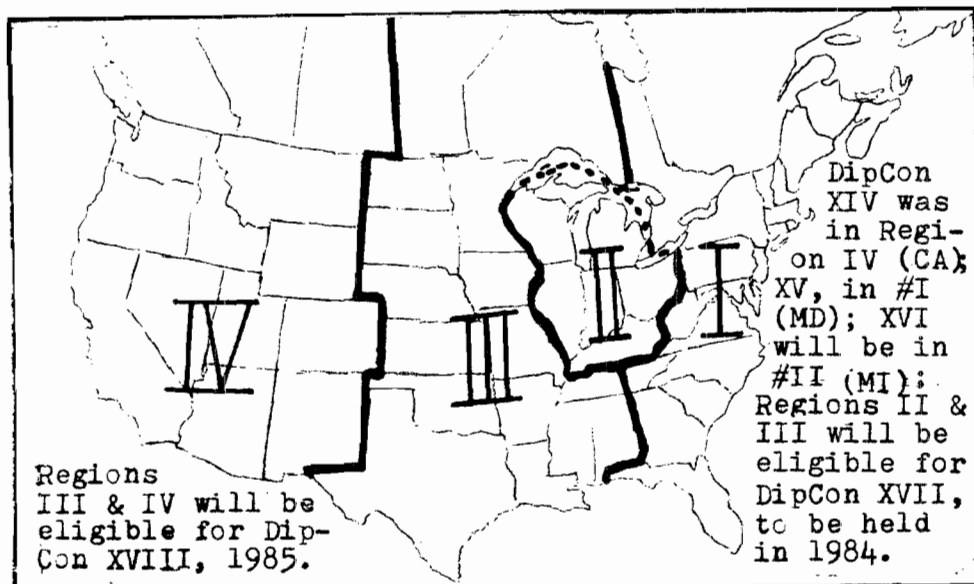 IV
III
II
I
DipCon
XIV was
in Regi-
on IV (CA);
XV, in #I
(MD); XVI
will be in
#II (MI);
Regions II &
III will be
eligible for
DipCon XVII,
to be held
in 1984.
Regions
III & IV will be
eligible for Dip-
Con XVIII, 1985.